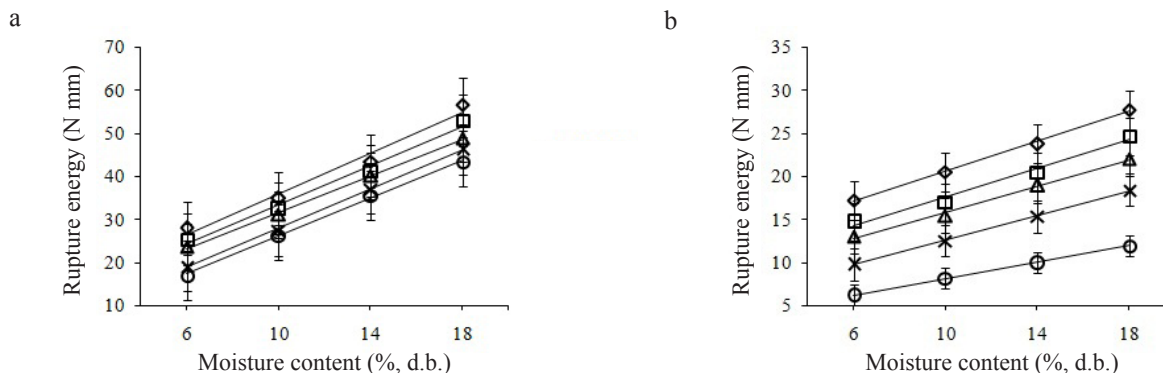 a
Rupture energy (N mm)
70
60
50
40
30
20
10
6 10 14 18
Moisture content (%, d.b.)
b
Rupture energy (N mm)
35
30
25
20
15
10
5
6 10 14 18
Moisture content (%, d.b.)